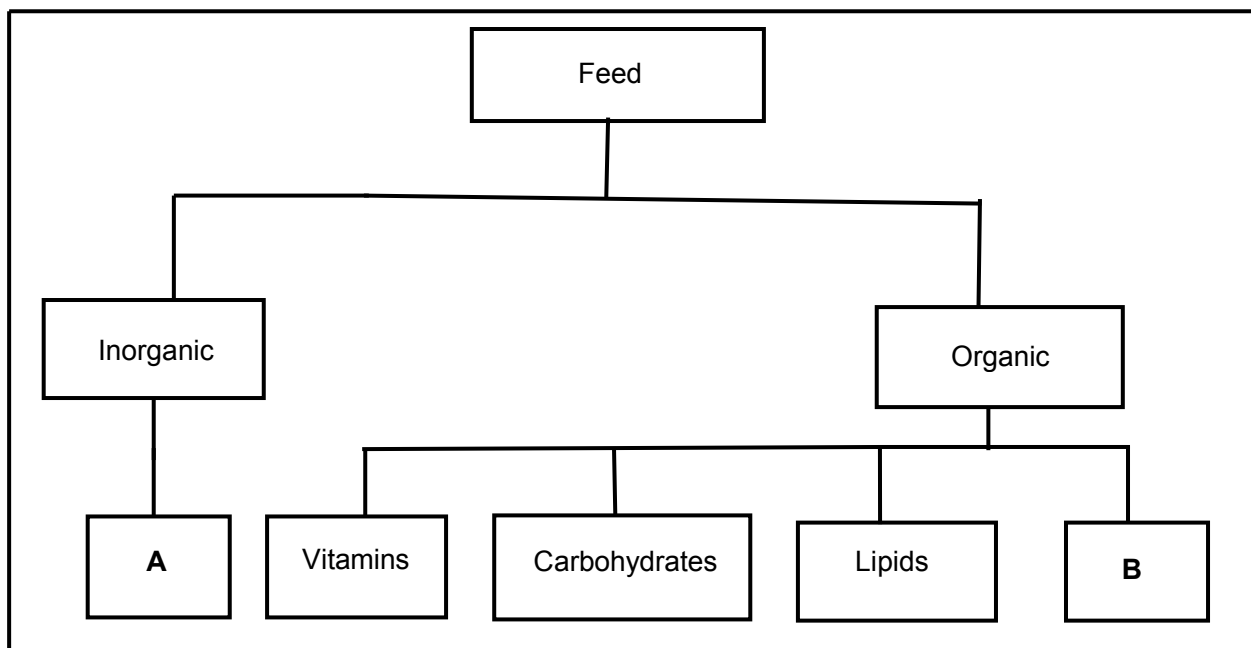 Feed
Inorganic
Organic
A
Vitamins
Carbohydrates
Lipids
B